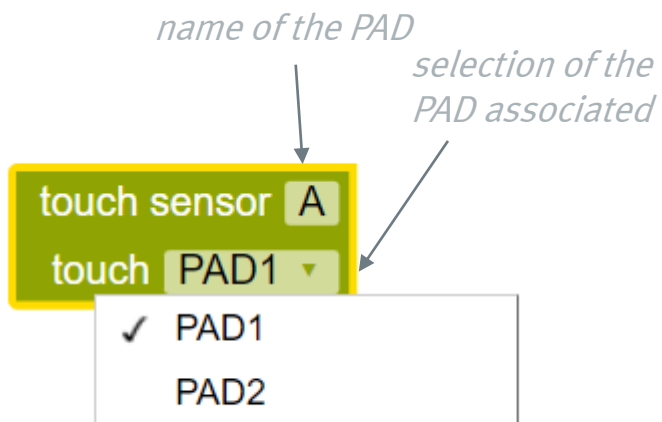 name of the PAD
selection of the
PAD associated
touch sensor A
touch PAD1
✓ PAD1
PAD2